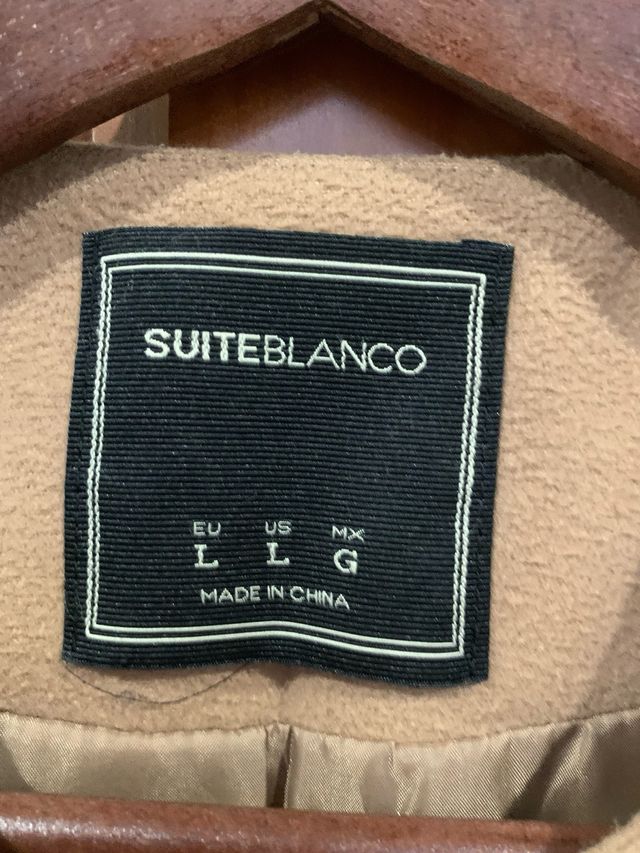 SUITEBLANCO
EU US MX
L L G
MADE IN CHINA